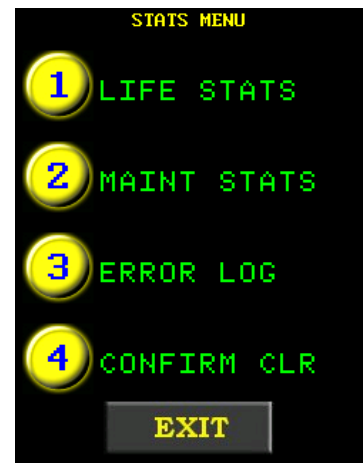 STATS MENU
1 LIFE STATS
2 MAINT STATS
3 ERROR LOG
4 CONFIRM CLR
EXIT